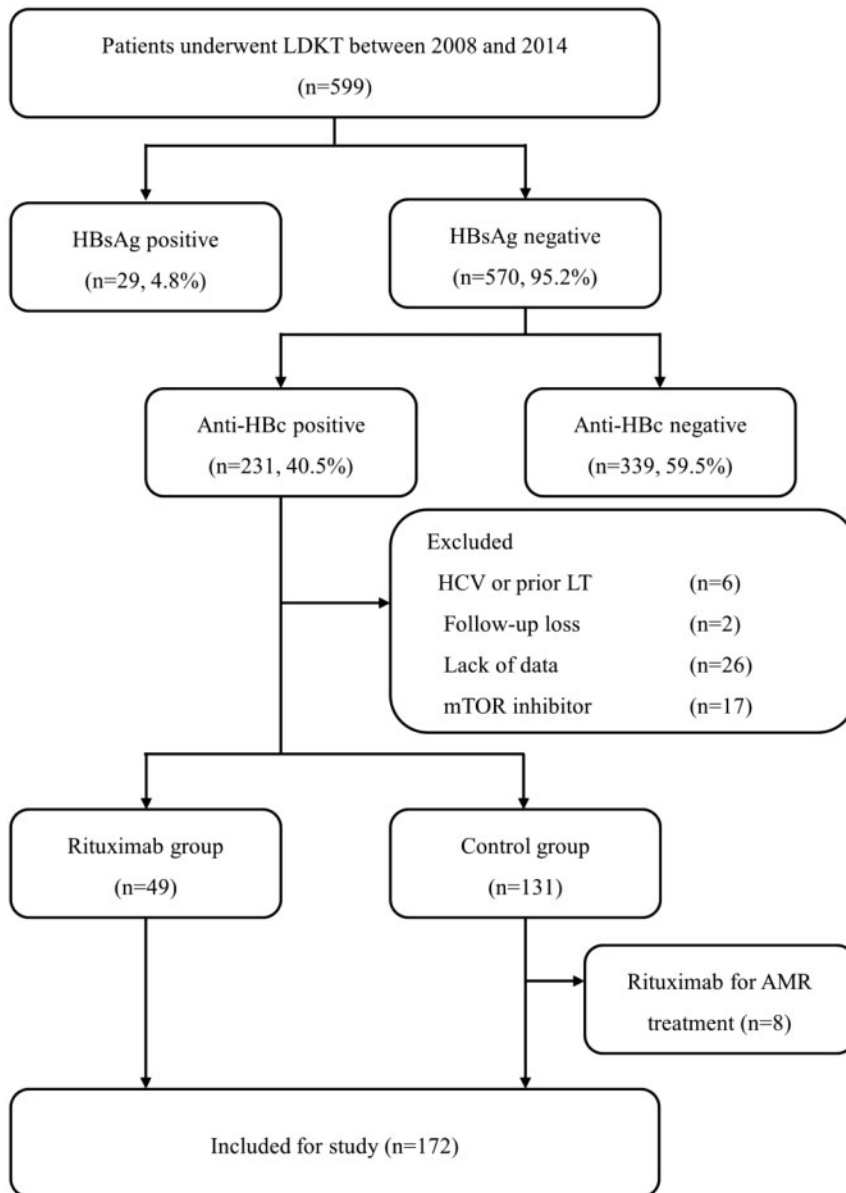 Patients underwent LDKT between 2008 and 2014
(n=599)
HBsAg positive
(n=29, 4.8%)
HBsAg negative
(n=570, 95.2%)
Anti-HBc positive
(n=231, 40.5%)
Anti-HBc negative
(n=339, 59.5%)
Excluded
HCV or prior LT (n=6)
Follow-up loss (n=2)
Lack of data (n=26)
mTOR inhibitor (n=17)
Rituximab group
(n=49)
Control group
(n=131)
Rituximab for AMR
treatment (n=8)
Included for study (n=172)